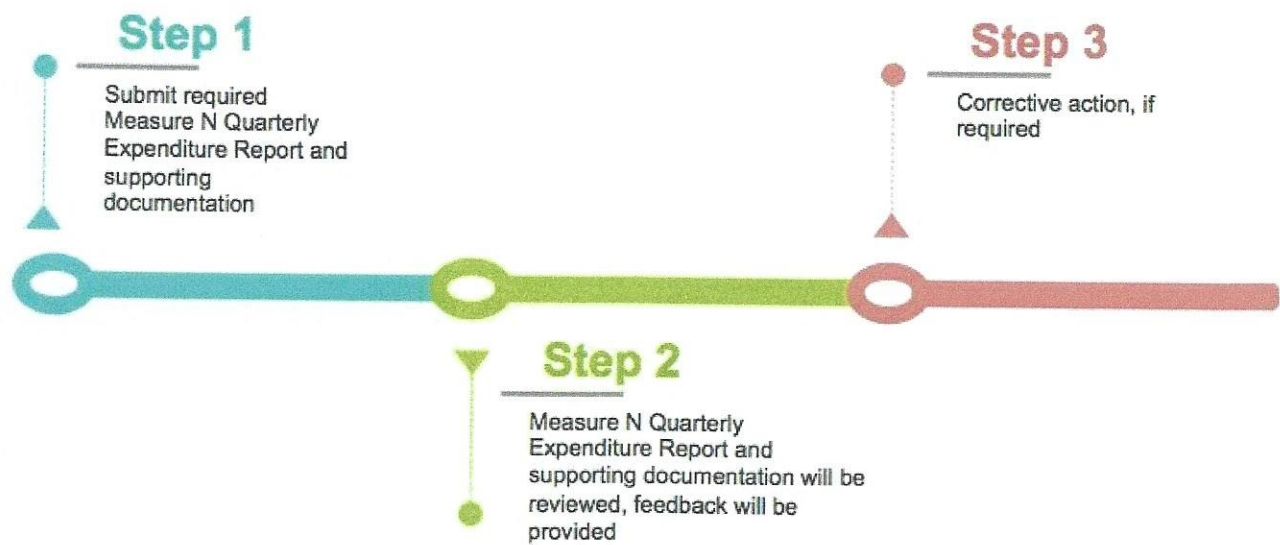 Step 1
Submit required
Measure N Quarterly
Expenditure Report and
supporting
documentation
Step 2
Measure N Quarterly
Expenditure Report and
supporting documentation will be
reviewed, feedback will be
provided
Step 3
Corrective action, if
required